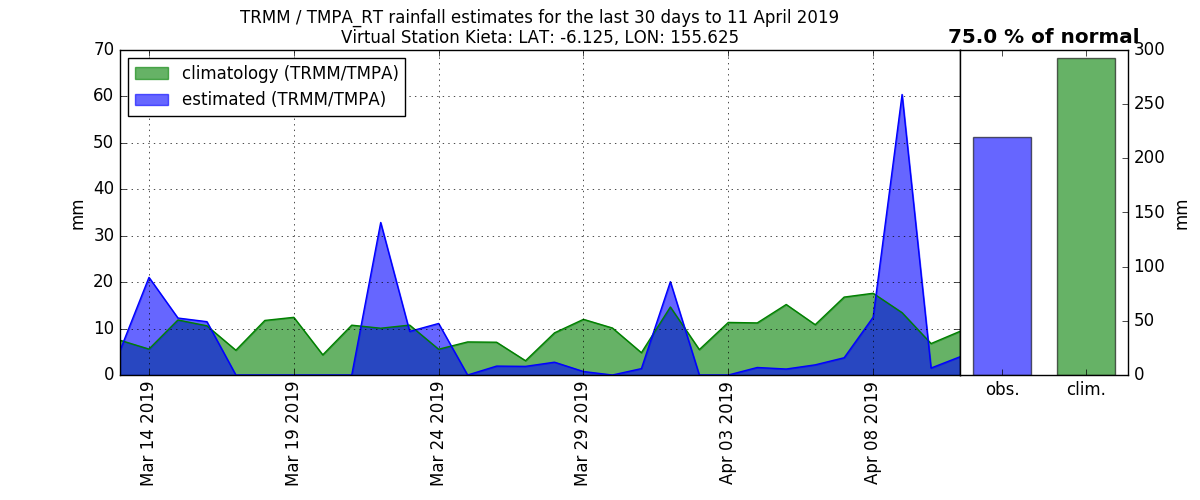 TRMM / TMPA_RT rainfall estimates for the last 30 days to 11 April 2019
Virtual Station Kieta: LAT: -6.125, LON: 155.625
75.0 % of normal
climatology (TRMM/TMPA)
estimated (TRMM/TMPA)
70
60
50
40
30
20
10
0
mm
300
250
200
150
100
50
0
mm
obs.
clim.
Mar 14 2019
Mar 19 2019
Mar 24 2019
Mar 29 2019
Apr 03 2019
Apr 08 2019